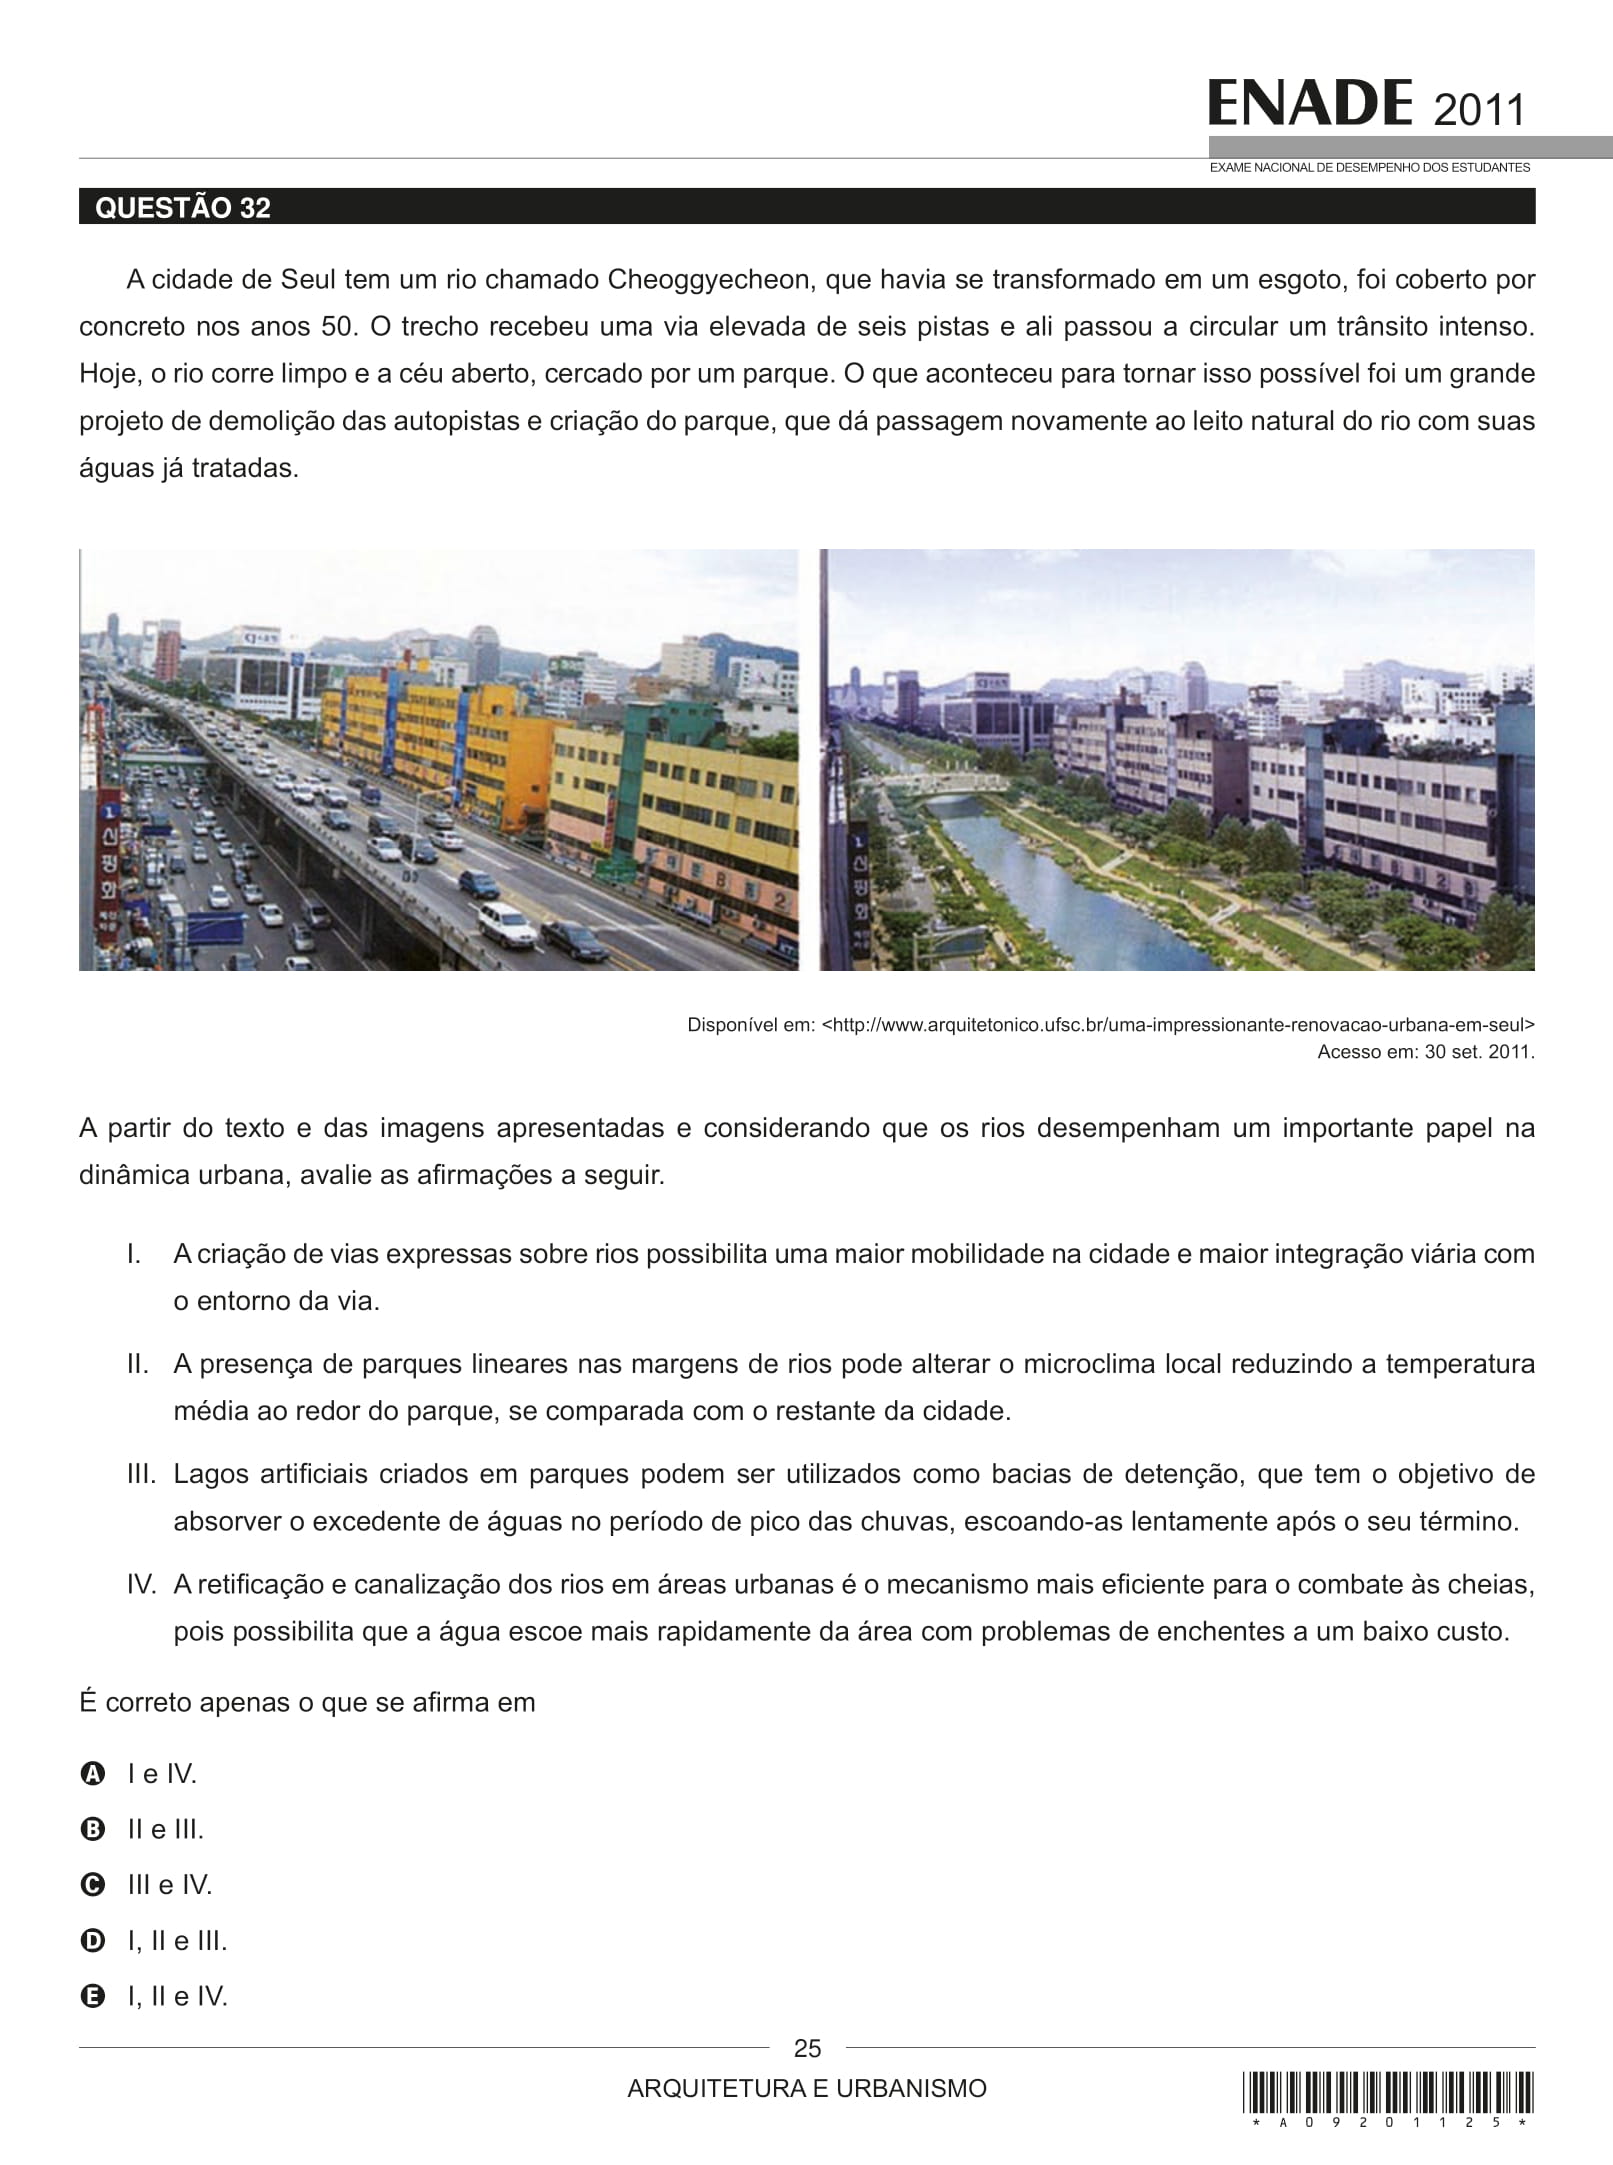 ENADE 2011
EXAME NACIONAL DE DESEMPENHO DOS ESTUDANTES
QUESTÃO 32
A cidade de Seul tem um rio chamado Cheoggyecheon, que havia se transformado em um esgoto, foi coberto por
concreto nos anos 50. O trecho recebeu uma via elevada de seis pistas e ali passou a circular um trânsito intenso.
Hoje, o rio corre limpo e a céu aberto, cercado por um parque. O que aconteceu para tornar isso possível foi um grande
projeto de demolição das autopistas e criação do parque, que dá passagem novamente ao leito natural do rio com suas
águas já tratadas.
CJ
신평화
신평화
Disponível em: <http://www.arquitetonico.ufsc.br/uma-impressionante-renovacao-urbana-em-seul>
Acesso em: 30 set. 2011.
A partir do texto e das imagens apresentadas e considerando que os rios desempenham um importante papel na
dinâmica urbana, avalie as afirmações a seguir.
I. A criação de vias expressas sobre rios possibilita uma maior mobilidade na cidade e maior integração viária com
o entorno da via.
II. A presença de parques lineares nas margens de rios pode alterar o microclima local reduzindo a temperatura
média ao redor do parque, se comparada com o restante da cidade.
III. Lagos artificiais criados em parques podem ser utilizados como bacias de detenção, que tem o objetivo de
absorver o excedente de águas no período de pico das chuvas, escoando-as lentamente após o seu término.
IV. A retificação e canalização dos rios em áreas urbanas é o mecanismo mais eficiente para o combate às cheias,
pois possibilita que a água escoe mais rapidamente da área com problemas de enchentes a um baixo custo.
É correto apenas o que se afirma em
A I e IV.
B II e III.
C III e IV.
D I, II e III.
E I, II e IV.
25
ARQUITETURA E URBANISMO
*A09201125*